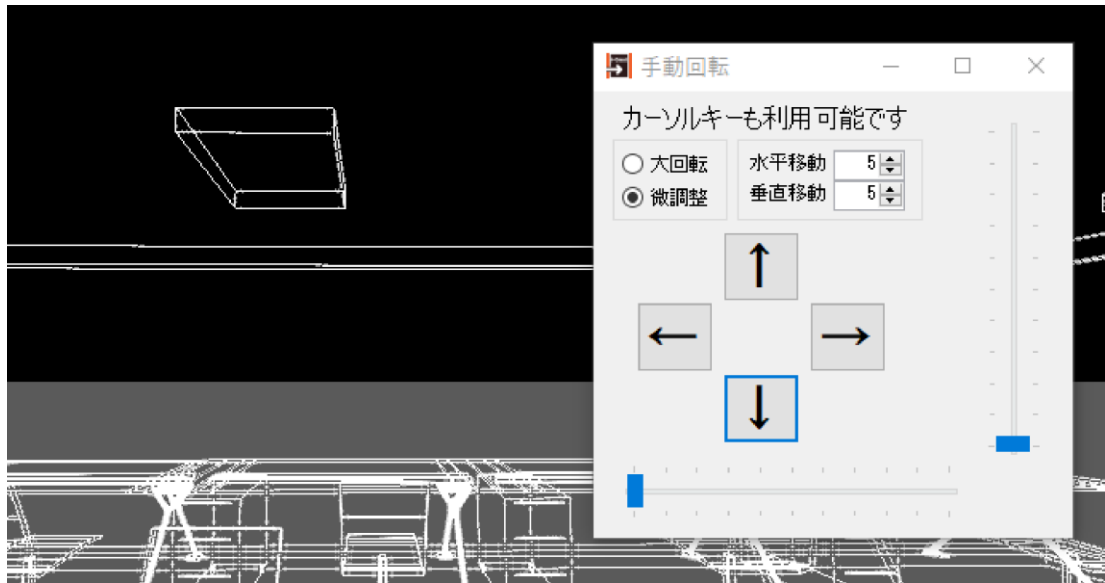 手動回転
カーソルキーも利用可能です
大回転
微調整
水平移動 5
垂直移動 5
↑
← →
↓